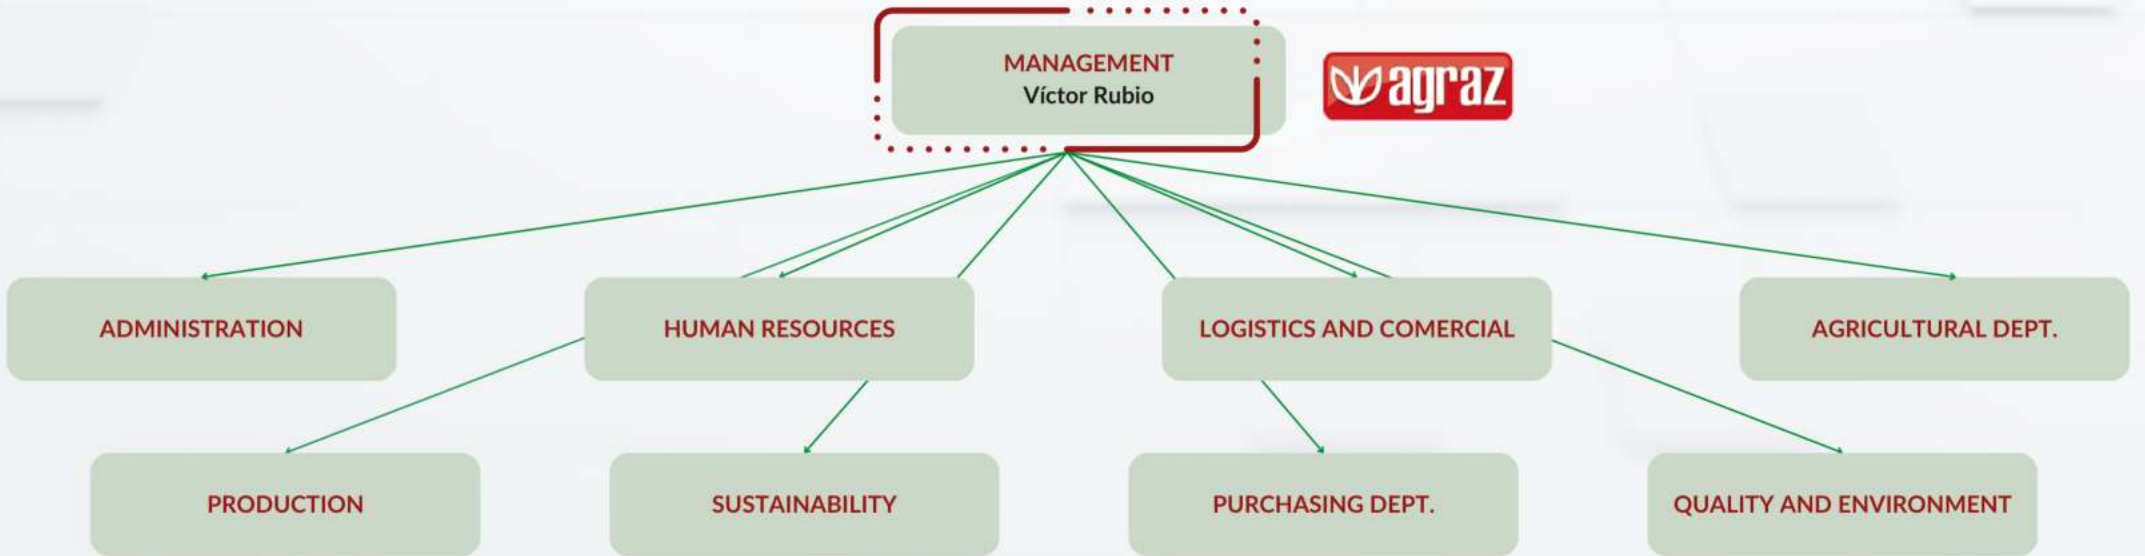 MANAGEMENT
Víctor Rubio
agraz
ADMINISTRATION
HUMAN RESOURCES
LOGISTICS AND COMERCIAL
AGRICULTURAL DEPT.
PRODUCTION
SUSTAINABILITY
PURCHASING DEPT.
QUALITY AND ENVIRONMENT